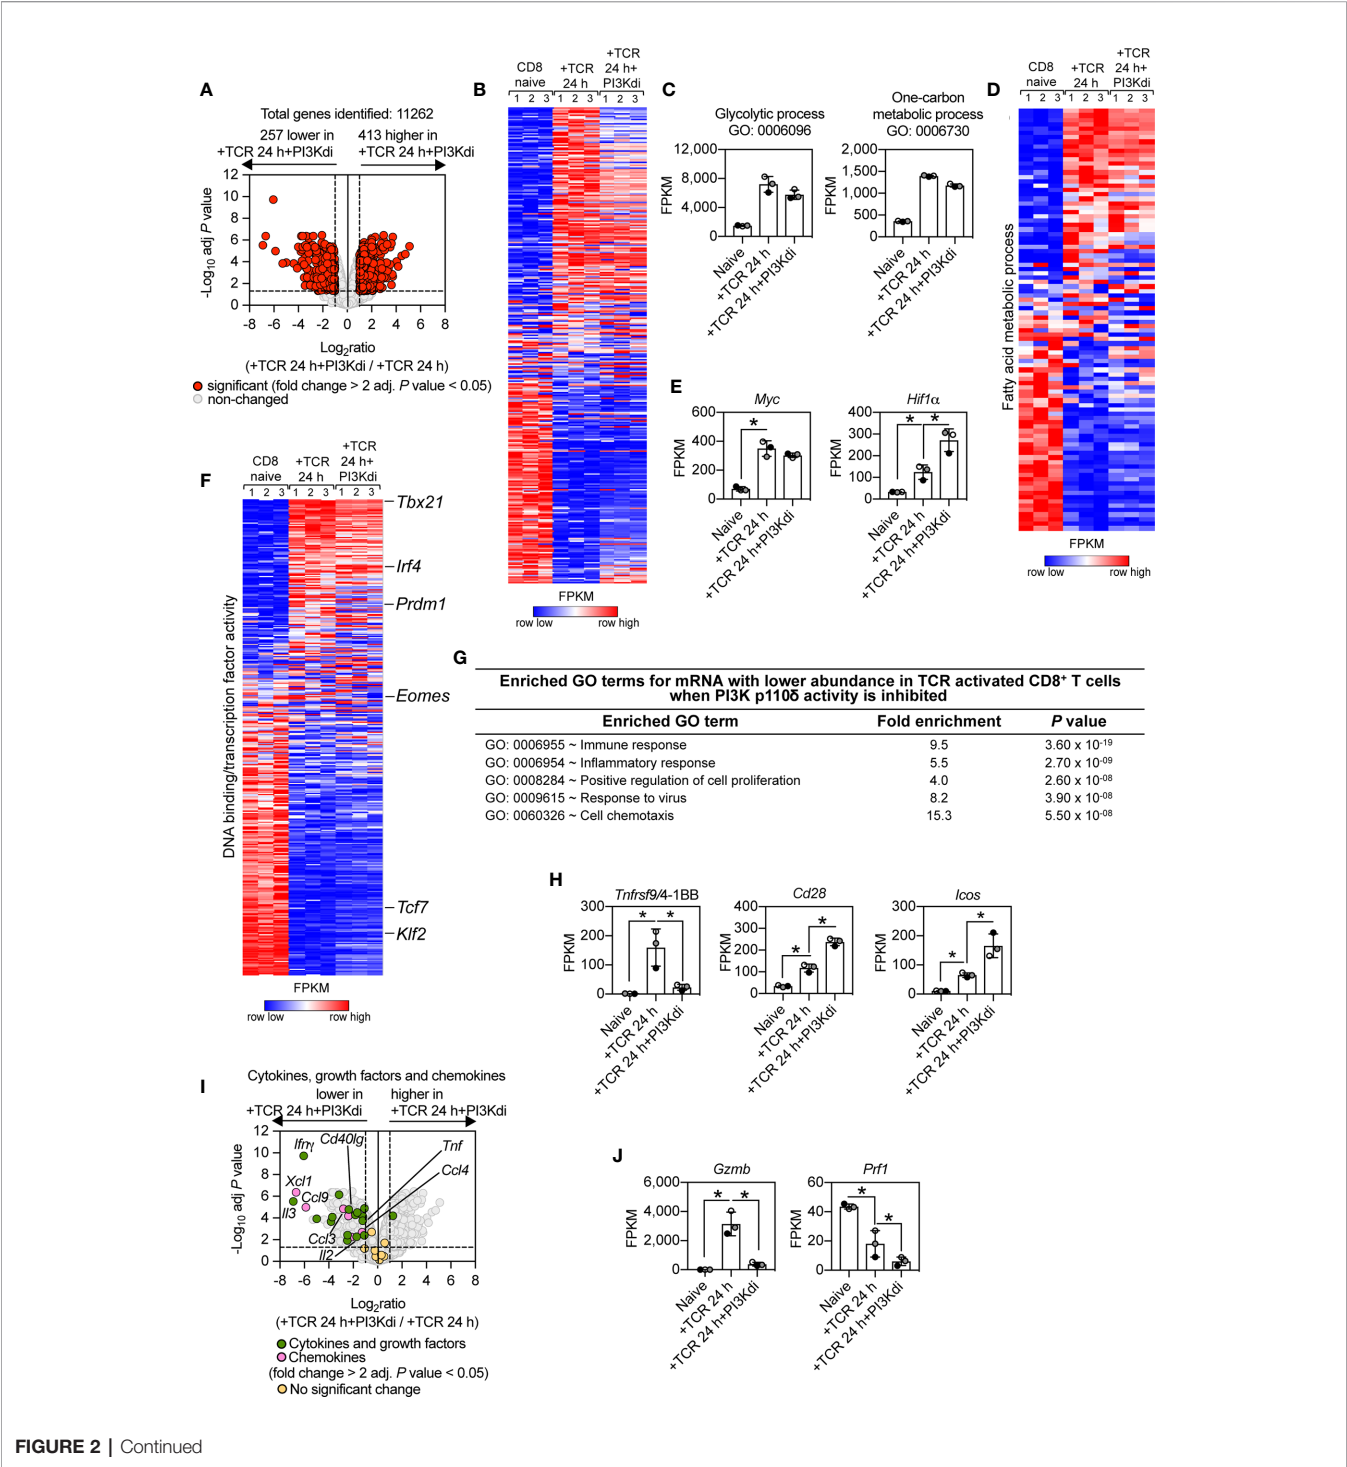 A
Total genes identified: 11262
257 lower in
+TCR 24 h+PI3Kdi
413 higher in
+TCR 24 h+PI3Kdi
-Log10 adj P value
12
10
8
6
4
2
0
-8 -6 -4 -2 0 2 4 6 8
Log2ratio
(+TCR 24 h+PI3Kdi / +TCR 24 h)
significant (fold change > 2 adj. P value < 0.05)
non-changed
B
CD8
naive
+TCR
24 h
+TCR
24 h+
PI3Kdi
1 2 3 1 2 3 1 2 3
FPKM
row low row high
C
Glycolytic process
GO: 0006096
FPKM
12,000
8,000
4,000
0
Naive
+TCR 24 h
+TCR 24 h+PI3Kdi
One-carbon
metabolic process
GO: 0006730
FPKM
2,000
1,500
1,000
500
0
Naive
+TCR 24 h
+TCR 24 h+PI3Kdi
D
CD8
naive
+TCR
24 h
+TCR
24 h+
PI3Kdi
1 2 3 1 2 3 1 2 3
Fatty acid metabolic process
FPKM
row low row high
E
Myc
FPKM
600
400
200
0
*
Naive
+TCR 24 h
+TCR 24 h+PI3Kdi
Hif1α
FPKM
400
300
200
100
0
* *
Naive
+TCR 24 h
+TCR 24 h+PI3Kdi
F
CD8
naive
+TCR
24 h
+TCR
24 h+
PI3Kdi
1 2 3 1 2 3 1 2 3
DNA binding/transcription factor activity
Tbx21
Irf4
Prdm1
Eomes
Tcf7
Klf2
FPKM
row low row high
G
Enriched GO terms for mRNA with lower abundance in TCR activated CD8+ T cells
when PI3K p110δ activity is inhibited
Enriched GO term Fold enrichment P value
GO: 0006955 ~ Immune response 9.5 3.60 x 10-19
GO: 0006954 ~ Inflammatory response 5.5 2.70 x 10-09
GO: 0008284 ~ Positive regulation of cell proliferation 4.0 2.60 x 10-08
GO: 0009615 ~ Response to virus 8.2 3.90 x 10-08
GO: 0060326 ~ Cell chemotaxis 15.3 5.50 x 10-08
H
Tnfrsf9/4-1BB
FPKM
300
200
100
0
* *
Naive
+TCR 24 h
+TCR 24 h+PI3Kdi
Cd28
FPKM
400
300
200
100
0
* *
Naive
+TCR 24 h
+TCR 24 h+PI3Kdi
Icos
FPKM
300
200
100
0
* *
Naive
+TCR 24 h
+TCR 24 h+PI3Kdi
I
Cytokines, growth factors and chemokines
lower in
+TCR 24 h+PI3Kdi
higher in
+TCR 24 h+PI3Kdi
-Log10 adj P value
12
10
8
6
4
2
0
Ifnγ
Cd40lg
Tnf
Ccl4
Xcl1
Ccl9
Il3
Ccl3
Il2
-8 -6 -4 -2 0 2 4 6 8
Log2ratio
(+TCR 24 h+PI3Kdi / +TCR 24 h)
Cytokines and growth factors
Chemokines
(fold change > 2 adj. P value < 0.05)
No significant change
J
Gzmb
FPKM
6,000
4,000
2,000
0
* *
Naive
+TCR 24 h
+TCR 24 h+PI3Kdi
Prf1
FPKM
60
40
20
0
* *
Naive
+TCR 24 h
+TCR 24 h+PI3Kdi
FIGURE 2 | Continued